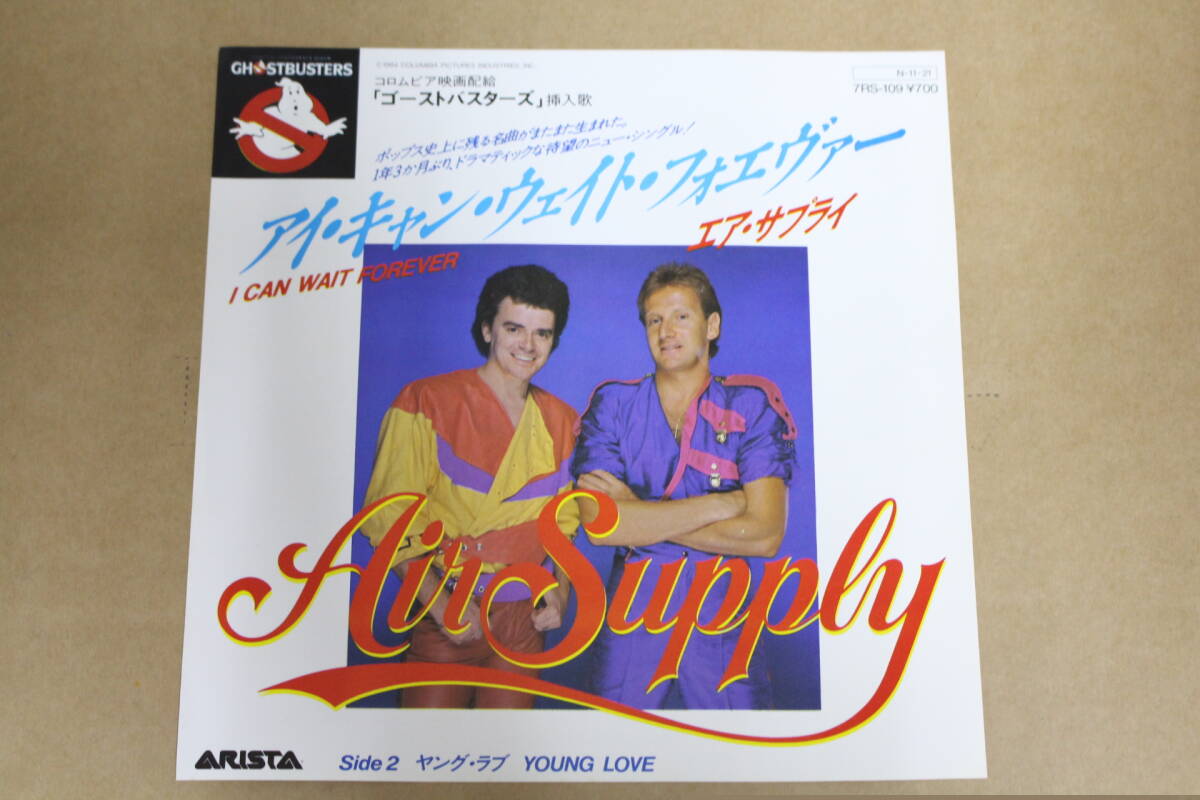 GHOSTBUSTERS
©1984 COLUMBIA PICTURES INDUSTRIES, INC.
コロムビア映画配給
「ゴーストバスターズ」挿入歌
N-11-21
7RS-109 ¥700
ポップス史上に残る名曲がまたまた生まれた。
1年3か月ぶり、ドラマティックな待望のニュー・シングル!
アイ・キャン・ウェイト・フォエヴァー
エア・サプライ
I CAN WAIT FOREVER
Air Supply
ARISTA
Side 2 ヤング・ラブ YOUNG LOVE